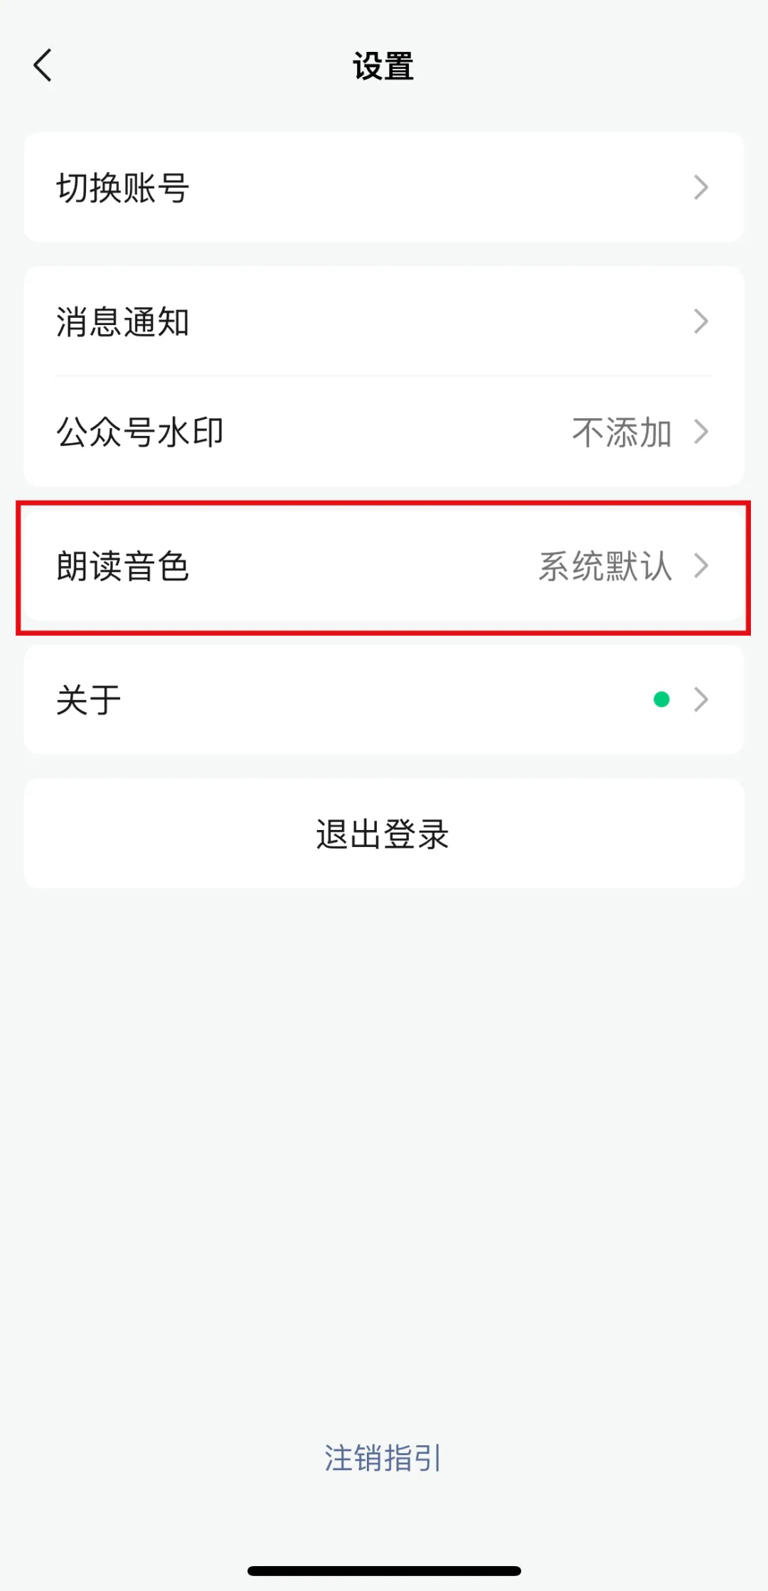 设置
切换账号
消息通知
公众号水印 不添加
朗读音色 系统默认
关于
退出登录
注销指引